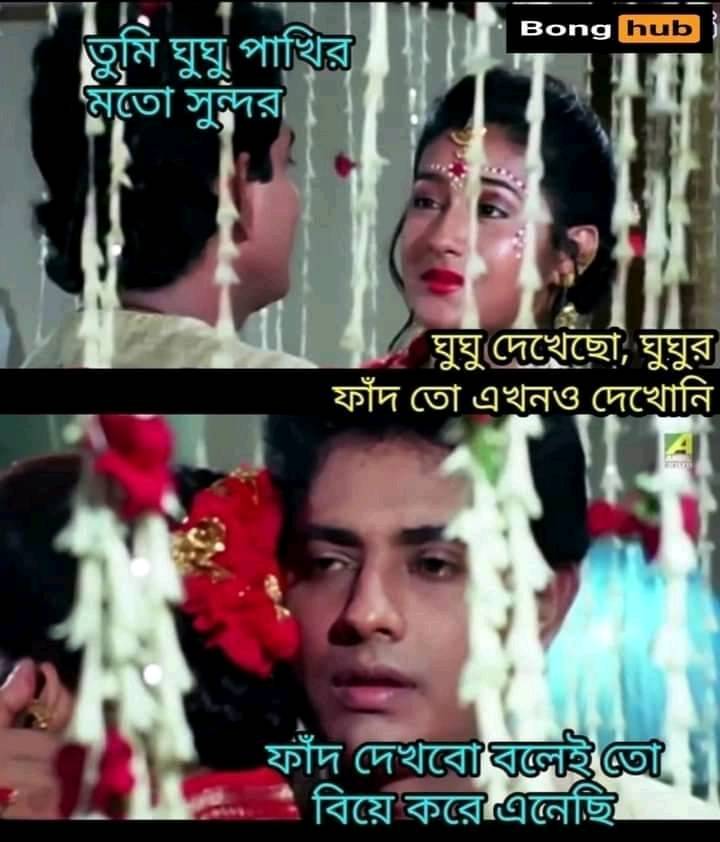 Bong hub
তুমি ঘুঘু পাখির
মতো সুন্দর
ঘুঘু দেখেছো, ঘুঘুর
ফাঁদ তো এখনও দেখোনি
ফাঁদ দেখবো বলেই তো
বিয়ে করে এনেছি